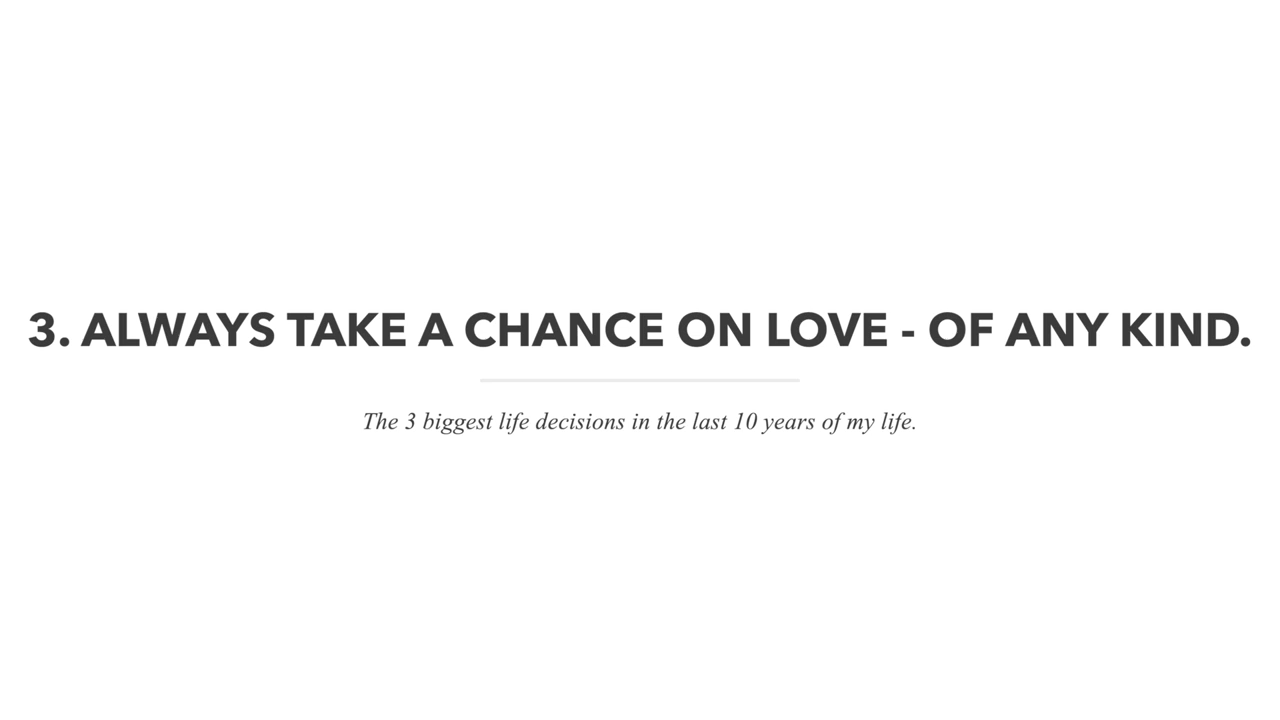 3. ALWAYS TAKE A CHANCE ON LOVE - OF ANY KIND.
The 3 biggest life decisions in the last 10 years of my life.